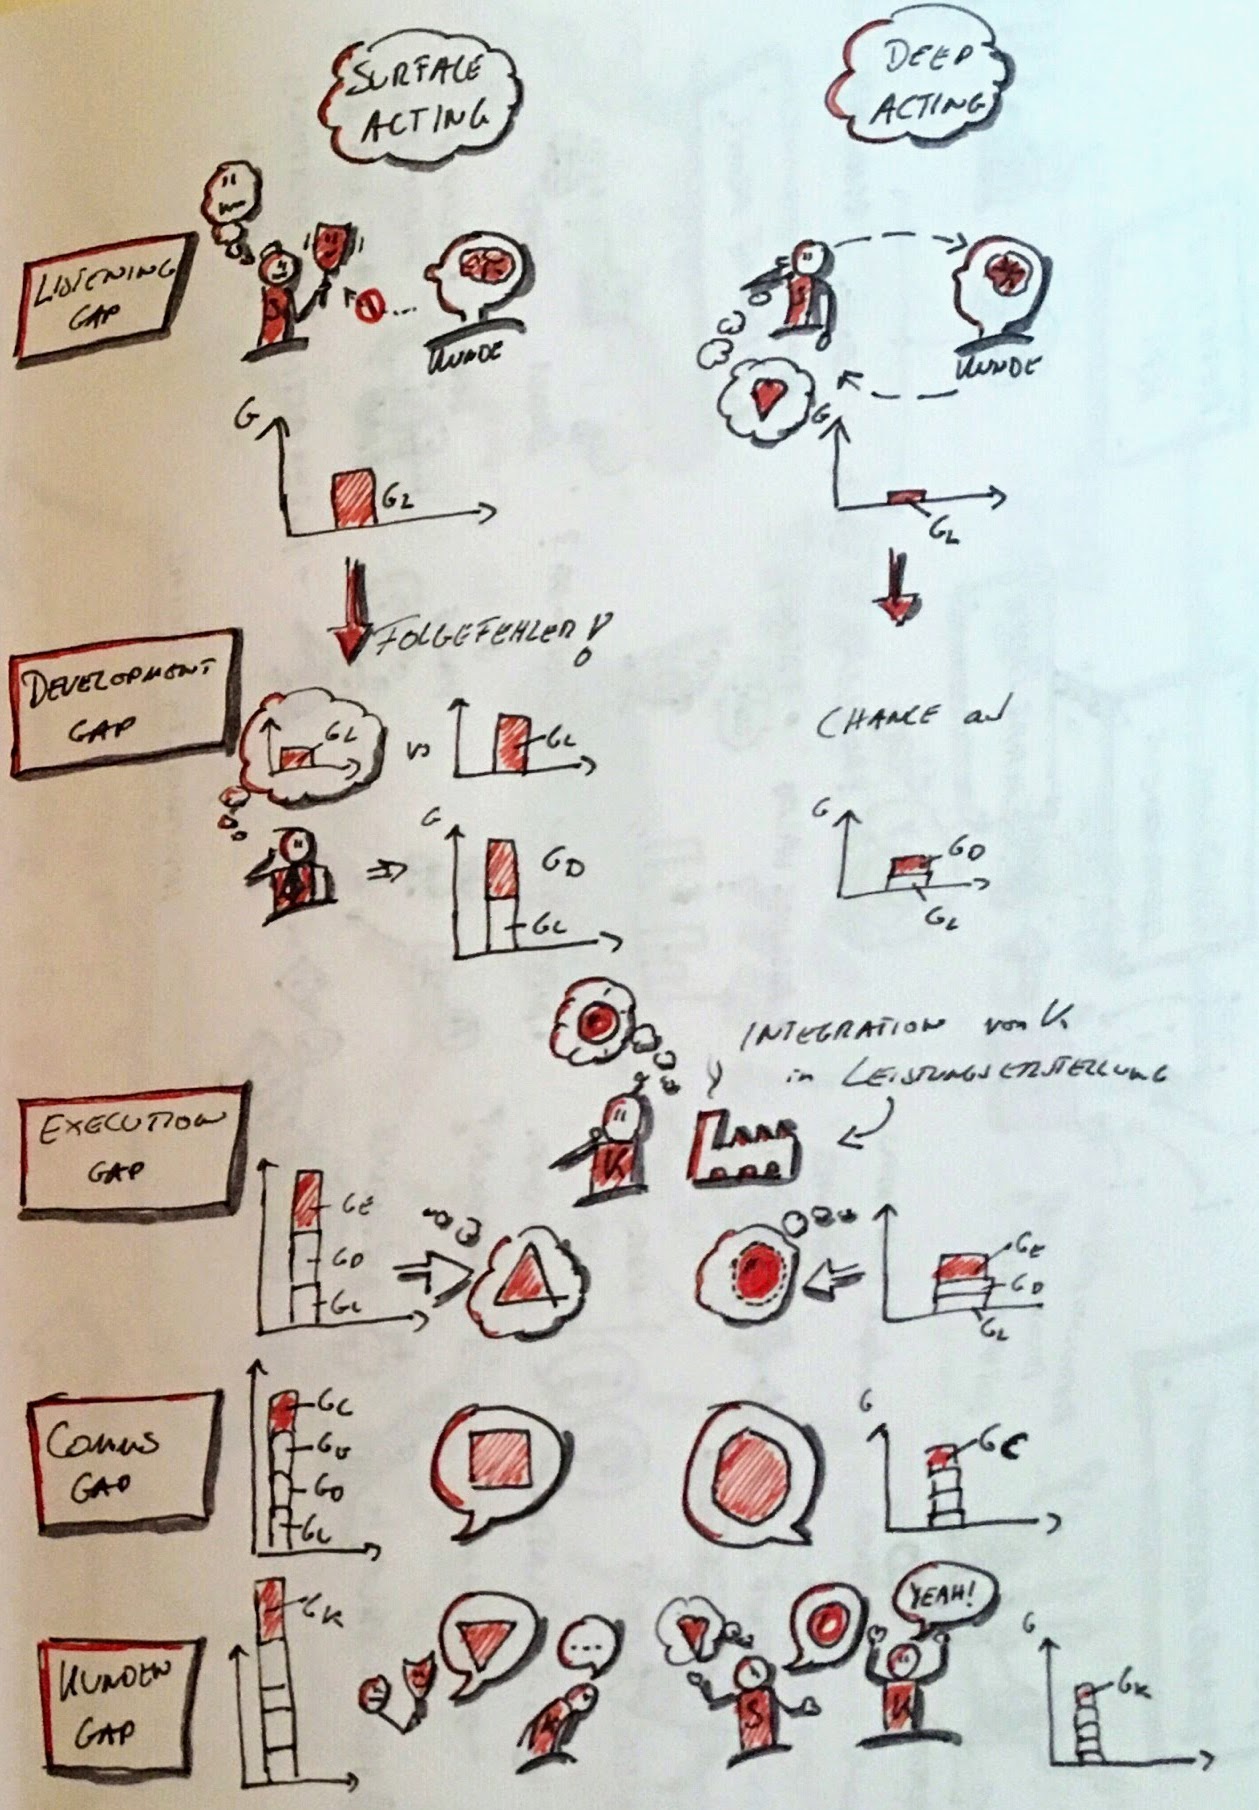 SURFACE
ACTING
DEEP
ACTING
LISTENING
GAP
S
KUNDE
S
KUNDE
G
GL
G
GL
FOLGEFEHLER!
DEVELOPMENT
GAP
GL
vs
GL
CHANCE auf
G
GD
GL
G
GD
GL
INTEGRATION von K
in LEISTUNGSERSTELLUNG
EXECUTION
GAP
K
GE
GD
GL
GE
GD
GL
COMMS
GAP
GC
GE
GD
GL
G
GC
KUNDEN
GAP
GK
...
K
S
YEAH!
K
G
GK